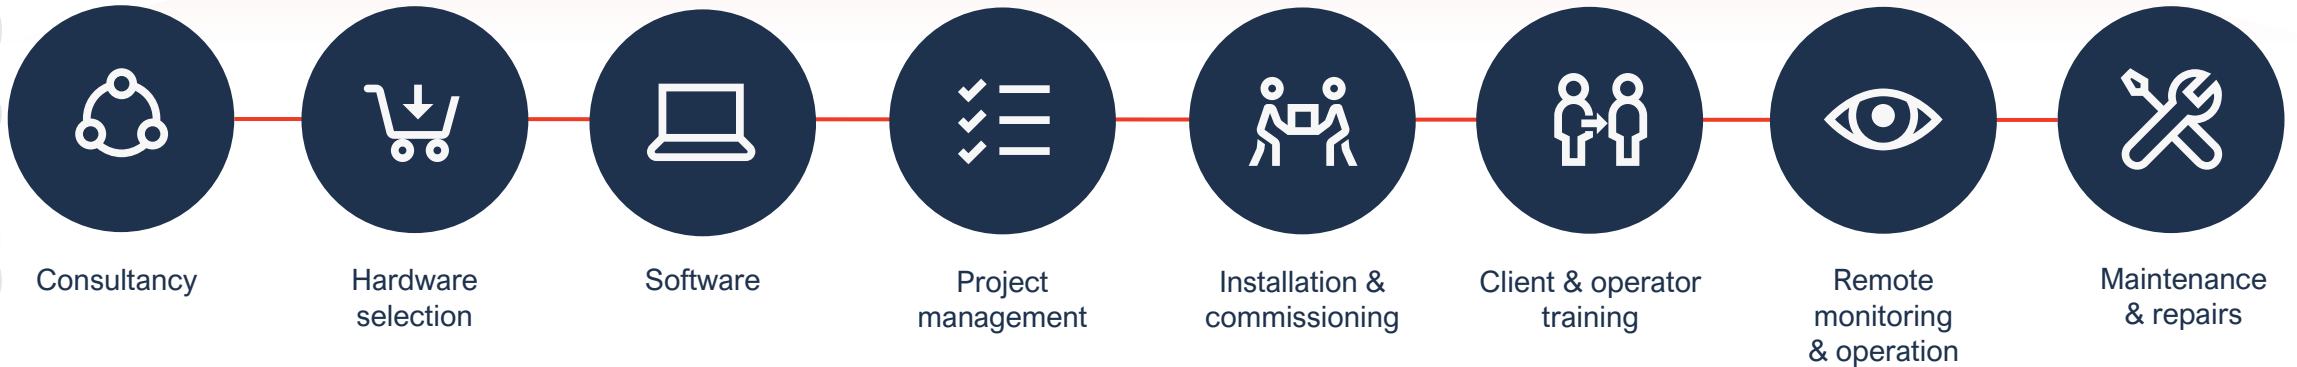 Consultancy
Hardware
selection
Software
Project
management
Installation &
commissioning
Client & operator
training
Remote
monitoring
& operation
Maintenance
& repairs